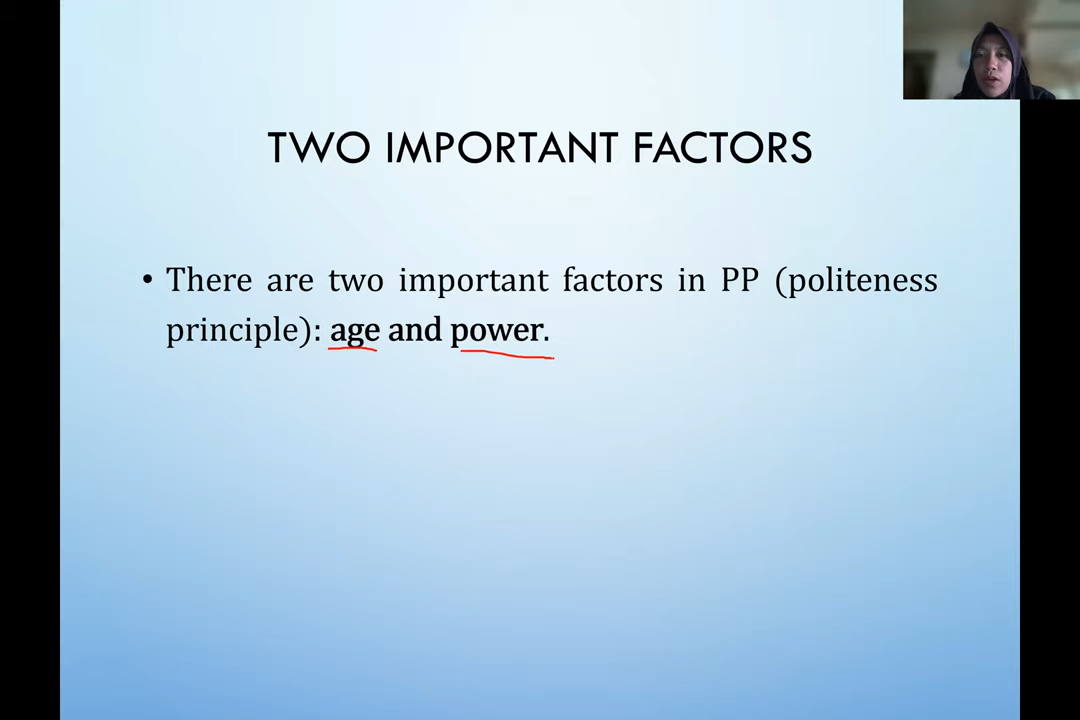 TWO IMPORTANT FACTORS
• There are two important factors in PP (politeness
principle): age and power.